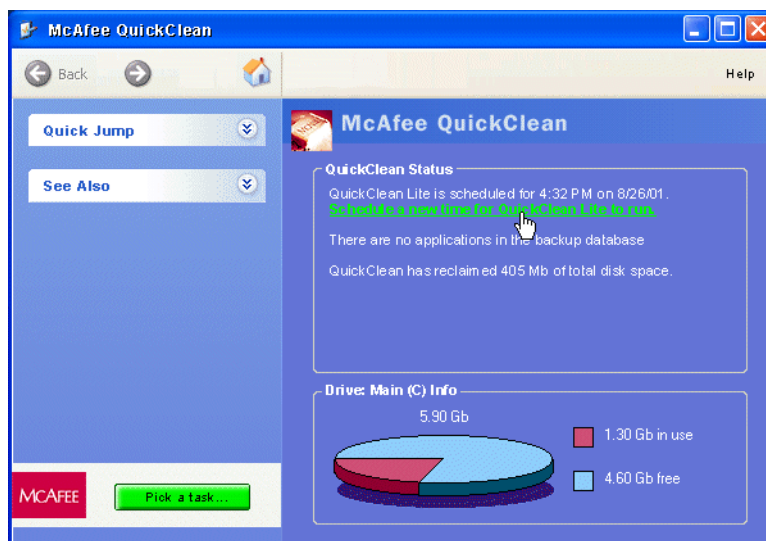 McAfee QuickClean
Back
Help
Quick Jump
See Also
McAfee QuickClean
QuickClean Status
QuickClean Lite is scheduled for 4:32 PM on 8/26/01.
Schedule a new time for QuickClean Lite to run.
There are no applications in the backup database
QuickClean has reclaimed 405 Mb of total disk space.
Drive: Main (C) Info
5.90 Gb
1.30 Gb in use
4.60 Gb free
MCAFEE
Pick a task...